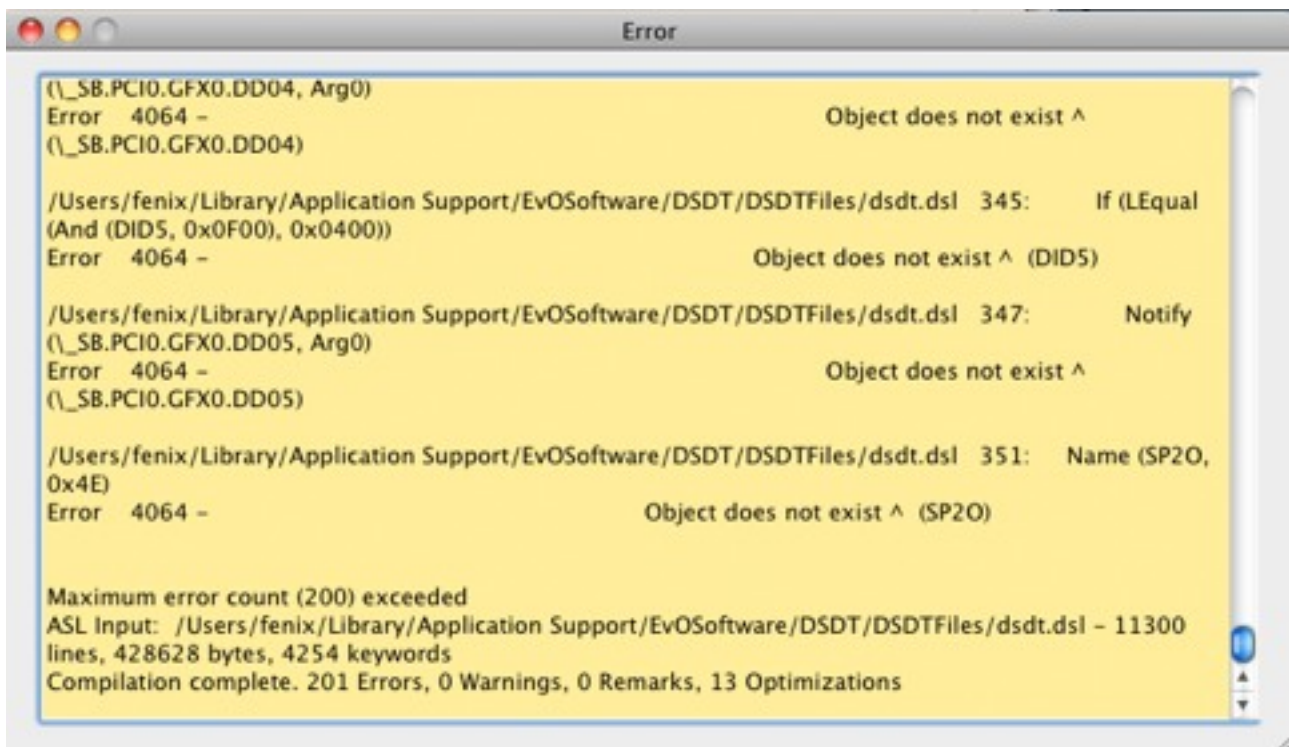 Error
(\_SB.PCI0.GFX0.DD04, Arg0)
Error 4064 - Object does not exist ^
(\_SB.PCI0.GFX0.DD04)
/Users/fenix/Library/Application Support/EvOSoftware/DSDT/DSDTFiles/dsdt.dsl 345: If (LEqual
(And (DID5, 0x0F00), 0x0400))
Error 4064 - Object does not exist ^ (DID5)
/Users/fenix/Library/Application Support/EvOSoftware/DSDT/DSDTFiles/dsdt.dsl 347: Notify
(\_SB.PCI0.GFX0.DD05, Arg0)
Error 4064 - Object does not exist ^
(\_SB.PCI0.GFX0.DD05)
/Users/fenix/Library/Application Support/EvOSoftware/DSDT/DSDTFiles/dsdt.dsl 351: Name (SP2O,
0x4E)
Error 4064 - Object does not exist ^ (SP2O)
Maximum error count (200) exceeded
ASL Input: /Users/fenix/Library/Application Support/EvOSoftware/DSDT/DSDTFiles/dsdt.dsl - 11300
lines, 428628 bytes, 4254 keywords
Compilation complete. 201 Errors, 0 Warnings, 0 Remarks, 13 Optimizations